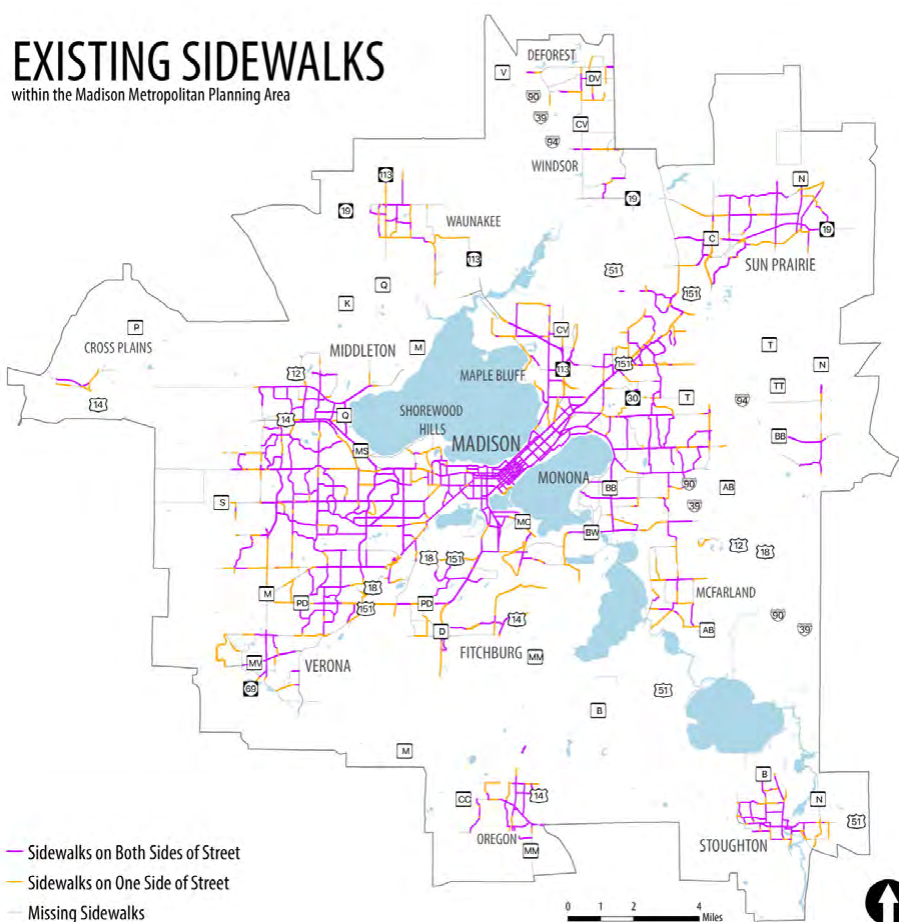 EXISTING SIDEWALKS
within the Madison Metropolitan Planning Area
DEFOREST
V
DV
90
39
CV
94
WINDSOR
113
N
19
19
WAUNAKEE
C
19
113
SUN PRAIRIE
51
Q
151
K
P
CV
T
CROSS PLAINS
MIDDLETON
M
12
MAPLE BLUFF
113
151
N
TT
14
30
T
94
SHOREWOOD
HILLS
14
Q
MADISON
BB
MS
MONONA
90
BB
AB
S
39
MC
BW
12
18
18
151
M
18
MCFARLAND
PD
151
PD
90
14
39
D
AB
FITCHBURG
MM
MV
VERONA
69
51
B
M
B
CC
14
N
51
OREGON
MM
STOUGHTON
Sidewalks on Both Sides of Street
Sidewalks on One Side of Street
Missing Sidewalks
0 1 2 4
Miles